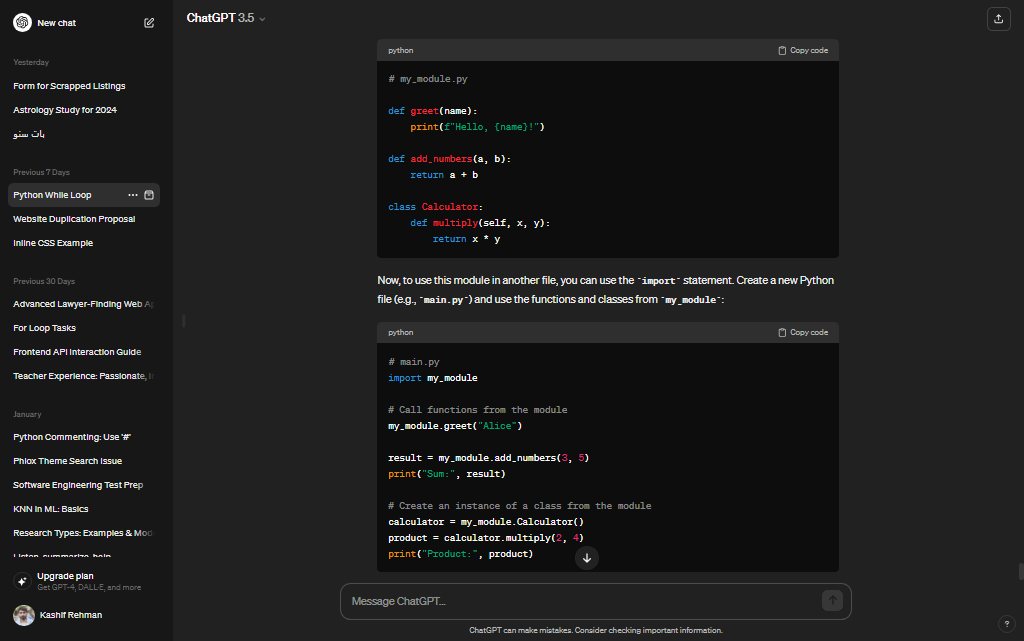 New chat
Yesterday
Form for Scrapped Listings
Astrology Study for 2024
بات سنو
Previous 7 Days
Python While Loop
Website Duplication Proposal
Inline CSS Example
Previous 30 Days
Advanced Lawyer-Finding Web A
For Loop Tasks
Frontend API Interaction Guide
Teacher Experience: Passionate,
January
Python Commenting: Use '#'
Phlox Theme Search Issue
Software Engineering Test Prep
KNN in ML: Basics
Research Types: Examples & Mod
Listen, summarize, help
Upgrade plan
Get GPT-4, DALL·E, and more
Kashif Rehman
ChatGPT 3.5
python
Copy code
# my_module.py
def greet(name):
print(f"Hello, {name}!")
def add_numbers(a, b):
return a + b
class Calculator:
def multiply(self, x, y):
return x * y
Now, to use this module in another file, you can use the `import` statement. Create a new Python
file (e.g., `main.py`) and use the functions and classes from `my_module`:
python
Copy code
# main.py
import my_module
# Call functions from the module
my_module.greet("Alice")
result = my_module.add_numbers(3, 5)
print("Sum:", result)
# Create an instance of a class from the module
calculator = my_module.Calculator()
product = calculator.multiply(2, 4)
print("Product:", product)
Message ChatGPT...
ChatGPT can make mistakes. Consider checking important information.
?